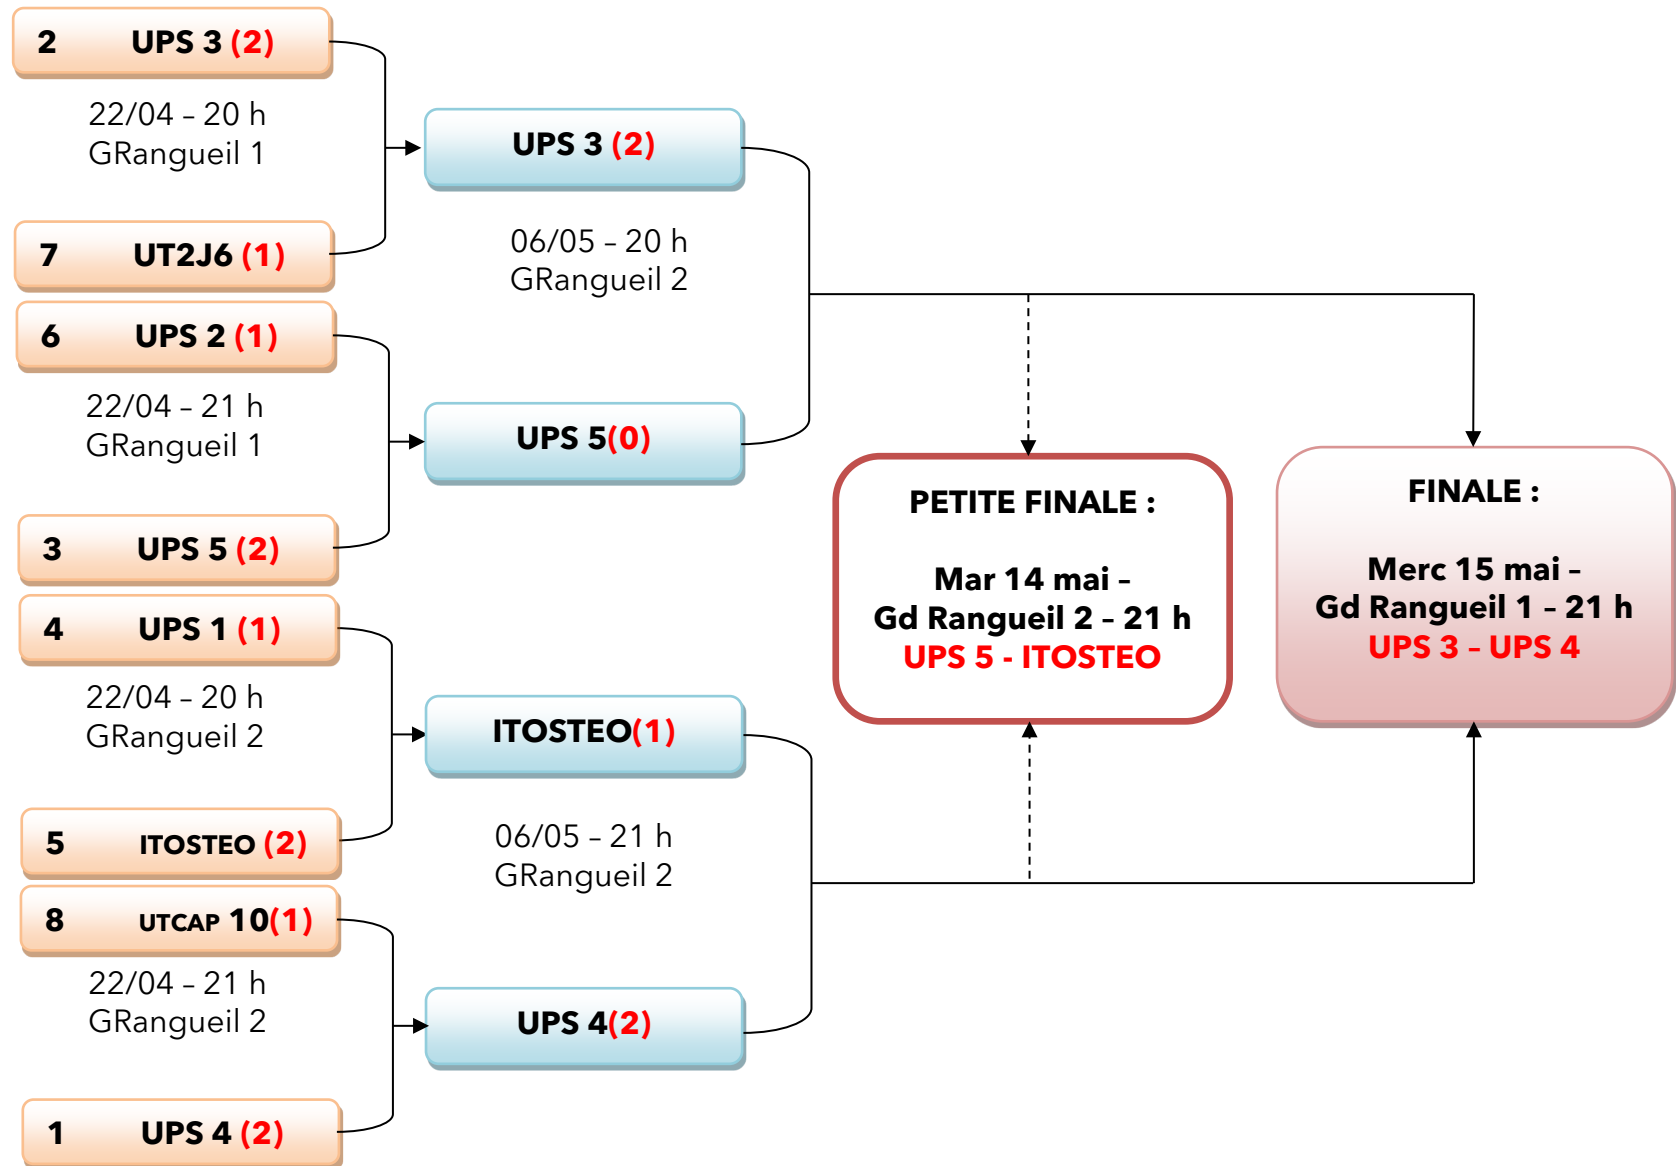 2 UPS 3 (2)
22/04 – 20 h
GRangueil 1
7 UT2J6 (1)
6 UPS 2 (1)
22/04 – 21 h
GRangueil 1
3 UPS 5 (2)
4 UPS 1 (1)
22/04 – 20 h
GRangueil 2
5 ITOSTEO (2)
8 UTCAP 10(1)
22/04 – 21 h
GRangueil 2
1 UPS 4 (2)
UPS 3 (2)
06/05 – 20 h
GRangueil 2
UPS 5(0)
ITOSTEO(1)
06/05 – 21 h
GRangueil 2
UPS 4(2)
PETITE FINALE :
Mar 14 mai –
Gd Rangueil 2 – 21 h
UPS 5 - ITOSTEO
FINALE :
Merc 15 mai –
Gd Rangueil 1 – 21 h
UPS 3 – UPS 4